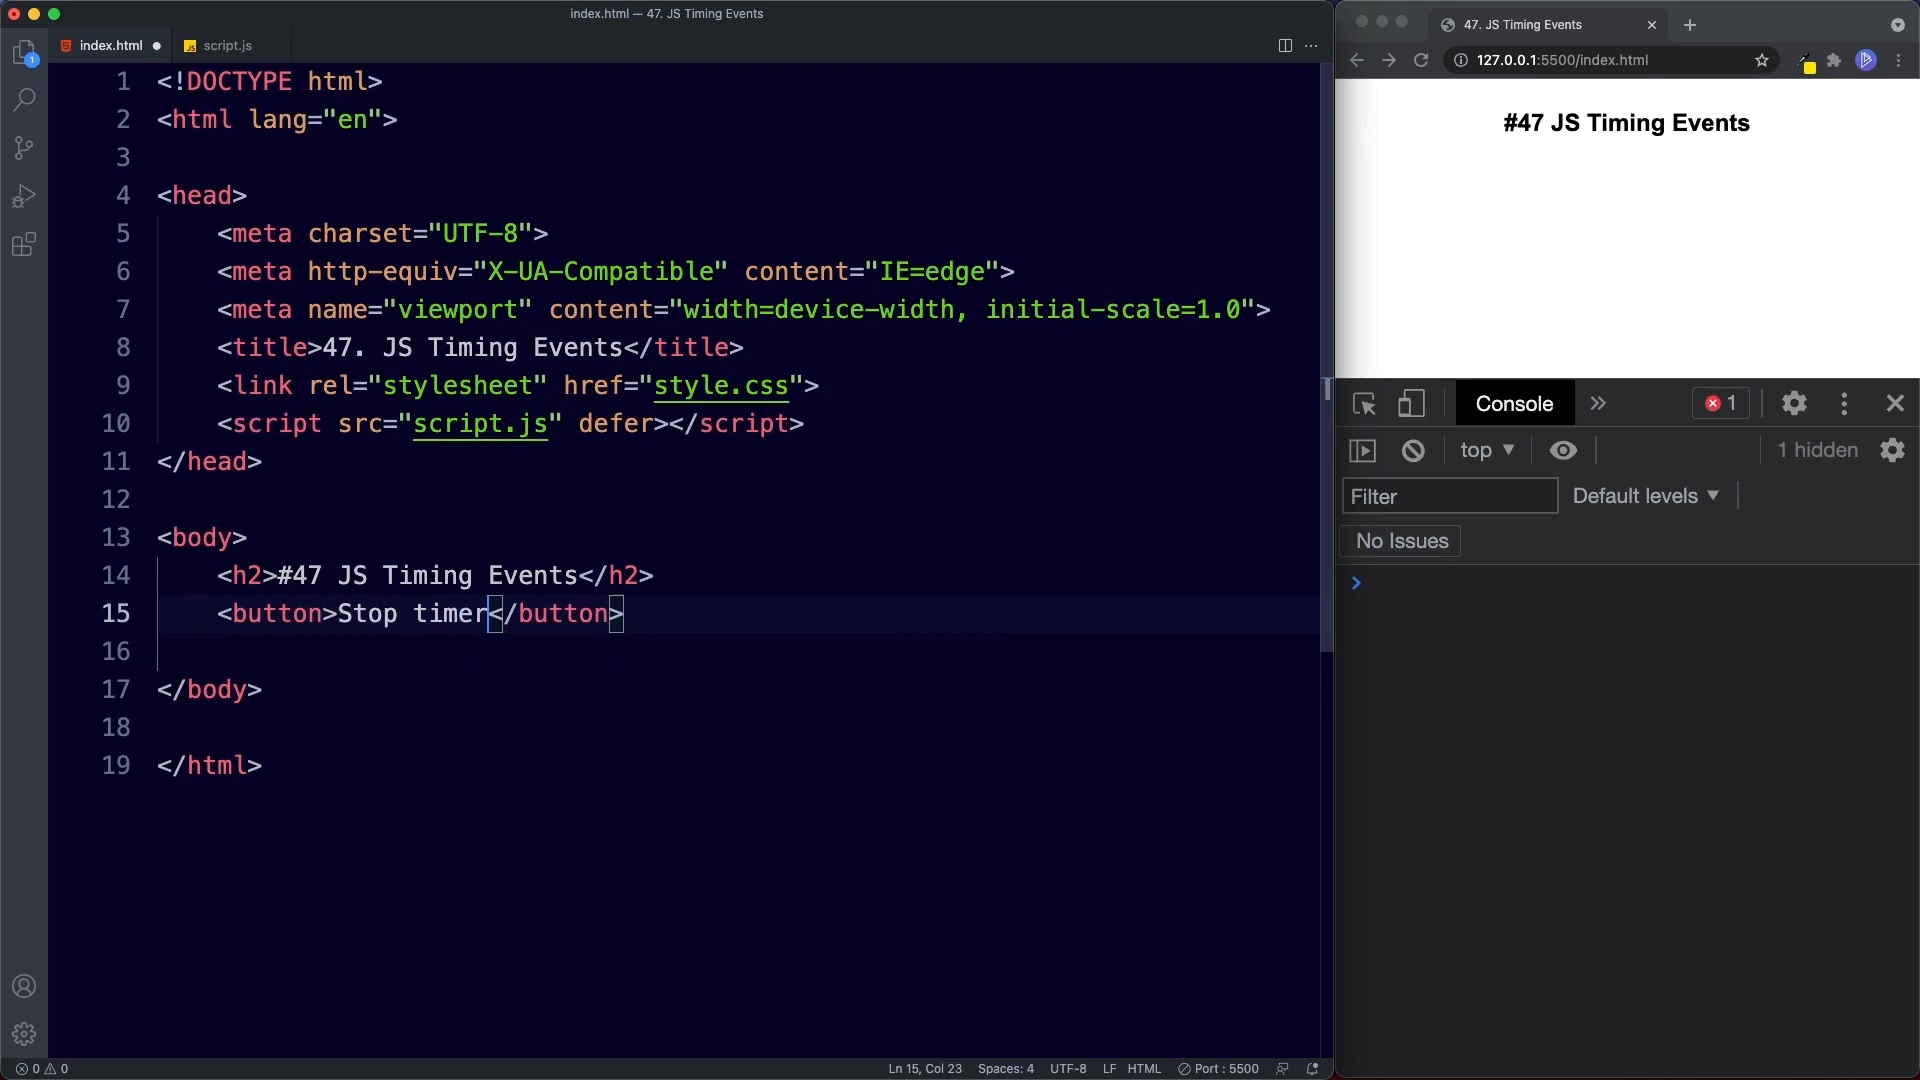 index.html — 47. JS Timing Events
index.html
script.js
1 <!DOCTYPE html>
2 <html lang="en">
3
4 <head>
5 <meta charset="UTF-8">
6 <meta http-equiv="X-UA-Compatible" content="IE=edge">
7 <meta name="viewport" content="width=device-width, initial-scale=1.0">
8 <title>47. JS Timing Events</title>
9 <link rel="stylesheet" href="style.css">
10 <script src="script.js" defer></script>
11 </head>
12
13 <body>
14 <h2>#47 JS Timing Events</h2>
15 <button>Stop timer</button>
16
17 </body>
18
19 </html>
1
0 0
Ln 15, Col 23 Spaces: 4 UTF-8 LF HTML Port : 5500
47. JS Timing Events
127.0.0.1:5500/index.html
#47 JS Timing Events
Console 1
top 1 hidden
Filter Default levels
No Issues